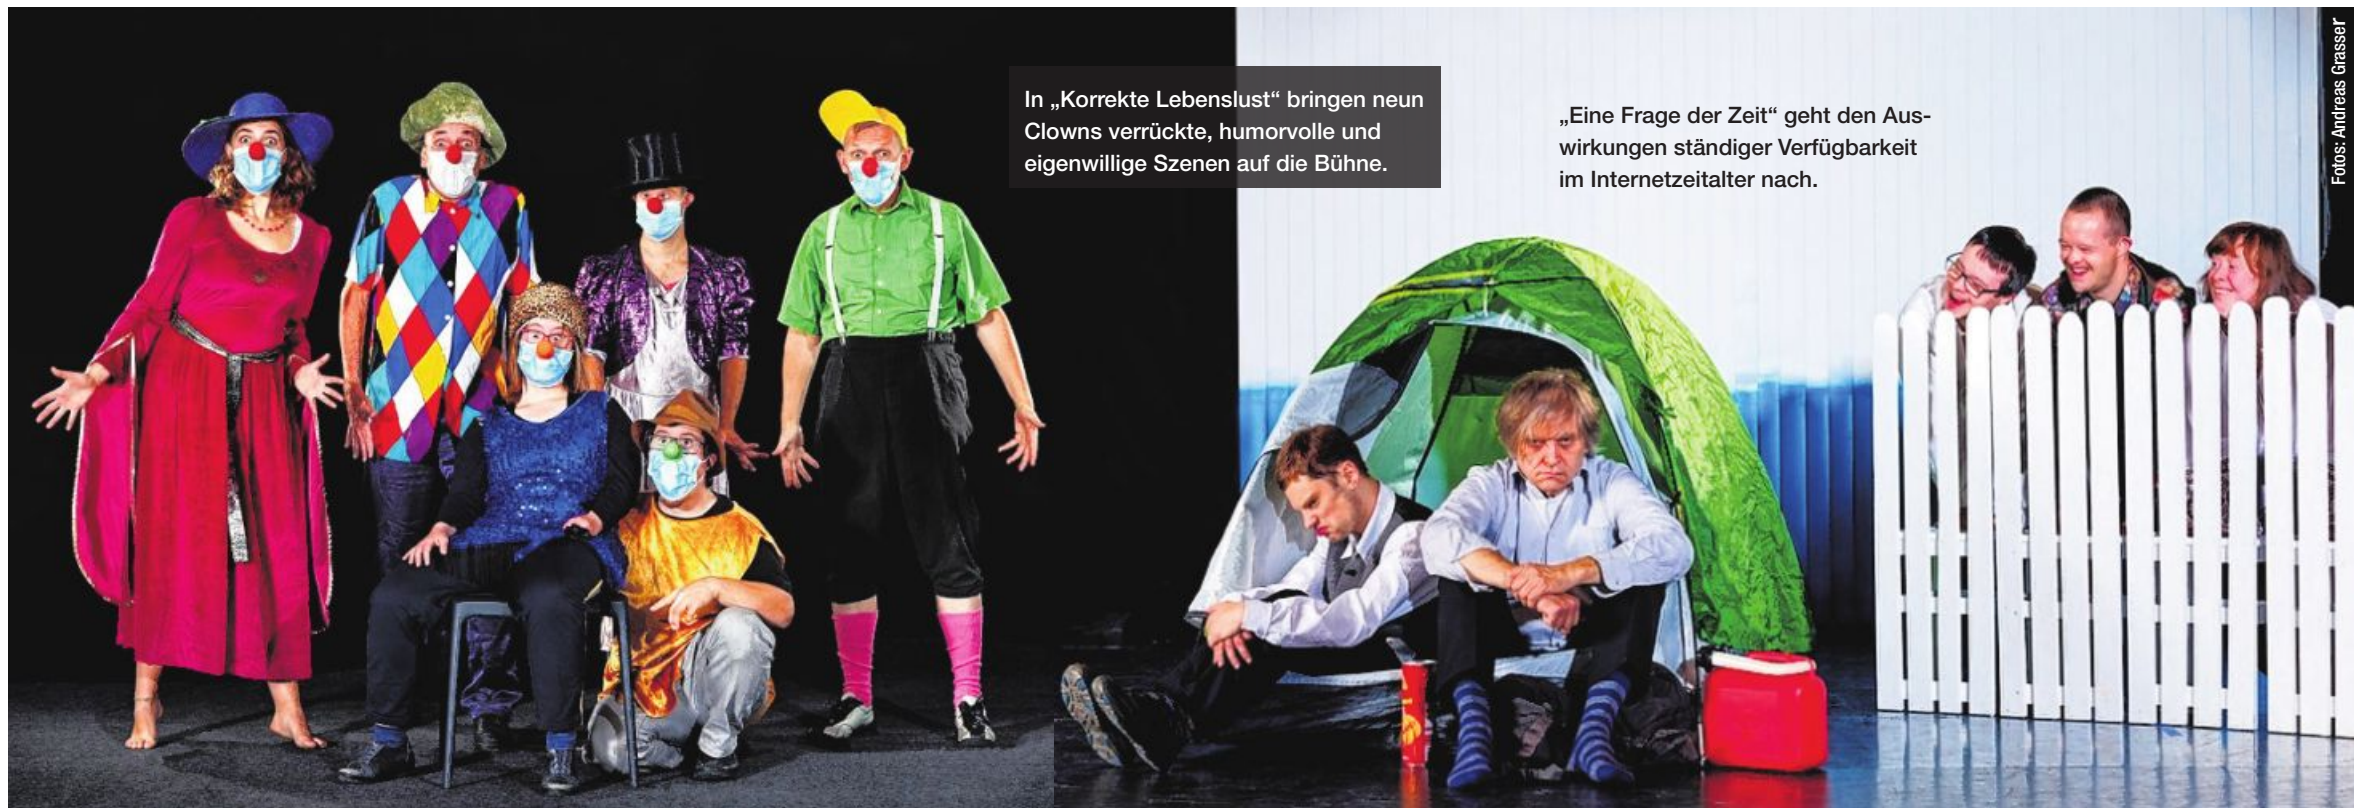 In „Korrekte Lebenslust“ bringen neun
Clowns verrückte, humorvolle und
eigenwillige Szenen auf die Bühne.
„Eine Frage der Zeit“ geht den Aus-
wirkungen ständiger Verfügbarkeit
im Internetzeitalter nach.
Fotos: Andreas Grasser